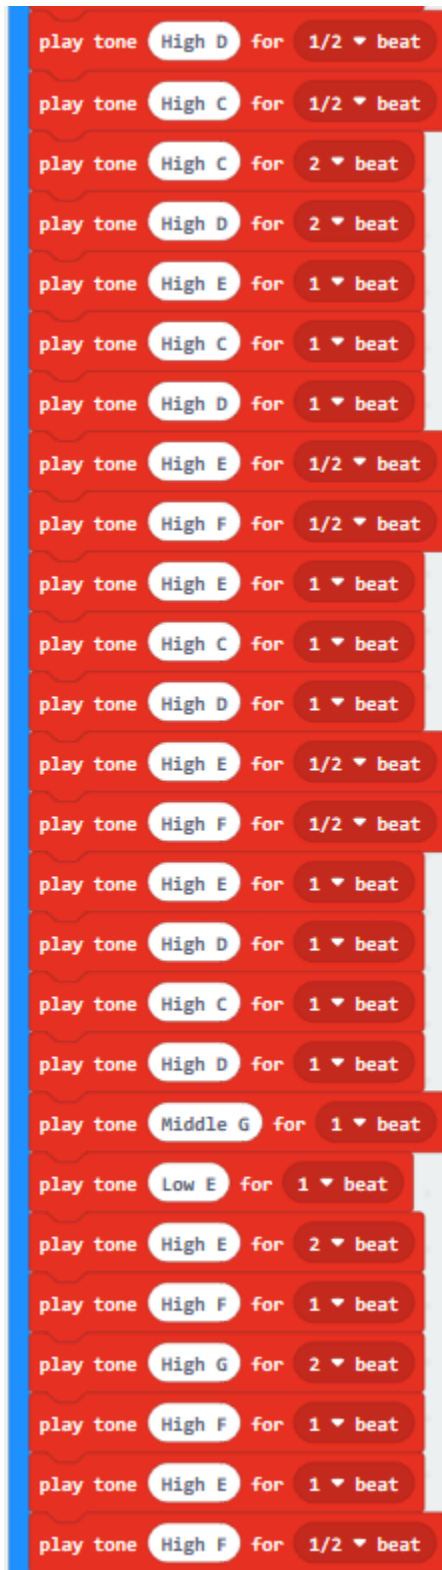 play tone High D for 1/2 beat
play tone High C for 1/2 beat
play tone High C for 2 beat
play tone High D for 2 beat
play tone High E for 1 beat
play tone High C for 1 beat
play tone High D for 1 beat
play tone High E for 1/2 beat
play tone High F for 1/2 beat
play tone High E for 1 beat
play tone High C for 1 beat
play tone High D for 1 beat
play tone High E for 1/2 beat
play tone High F for 1/2 beat
play tone High E for 1 beat
play tone High D for 1 beat
play tone High C for 1 beat
play tone High D for 1 beat
play tone Middle G for 1 beat
play tone Low E for 1 beat
play tone High E for 2 beat
play tone High F for 1 beat
play tone High G for 2 beat
play tone High F for 1 beat
play tone High E for 1 beat
play tone High F for 1/2 beat